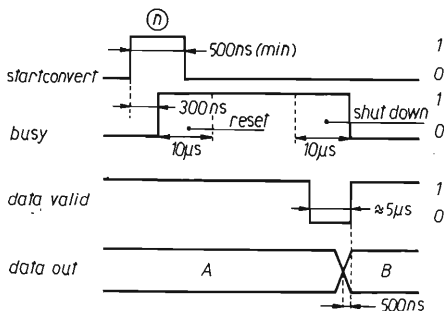 n
1
500ns (min)
startconvert
0
300ns
1
reset
shut down
busy
0
10µs
10µs
1
data valid
≈5µs
0
data out
A
B
500ns